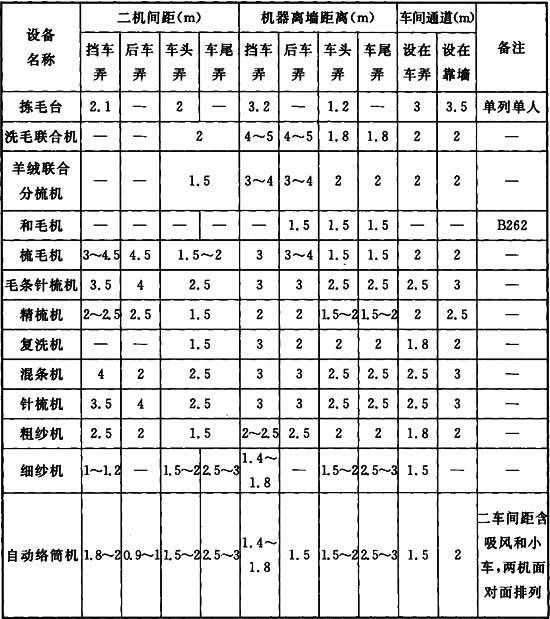 设备名称 二机间距(m) 机器离墙距离(m) 车间通道(m) 备注
挡车弄 后车弄 车头弄 车尾弄 挡车弄 后车弄 车头弄 车尾弄 设在车弄 设在靠墙
拣毛台 2.1 — 2 — 3.2 — 1.2 — 3 3.5 单列单人
洗毛联合机 — — 2 4～5 4～5 1.8 1.8 2 2 —
羊绒联合分梳机 — — 1.5 3～4 3～4 2 2 2 2 —
和毛机 — — — — — 1.5 1.5 1.5 — — B262
梳毛机 3～4.5 4.5 1.5～2 3 3～4 1.5 1.5 2 2 —
毛条针梳机 3.5 4 2.5 3 3 2.5 2.5 2.5 3 —
精梳机 2～2.5 2.5 1.5 2 2 1.5～2 1.5～2 2 2.5 —
复洗机 — — 1.5 3 2 2 2 1.8 2 —
混条机 4 2 2.5 3 3 2.5 2.5 2.5 3 —
针梳机 3.5 4 2.5 3 3 2.5 2.5 2.5 3 —
粗纱机 2.5 2 1.5 2～2.5 2.5 2 2 1.8 2 —
细纱机 1～1.2 — 1.5～2 2.5～3 1.4～1.8 — 1.5～2 2.5～3 1.5 — —
自动络筒机 1.8～2 0.9～1 1.5～2 2.5～3 1.4～1.8 1.5 1.5～2 2.5～3 1.5 2 二车间距含吸风和小车,两机面对面排列